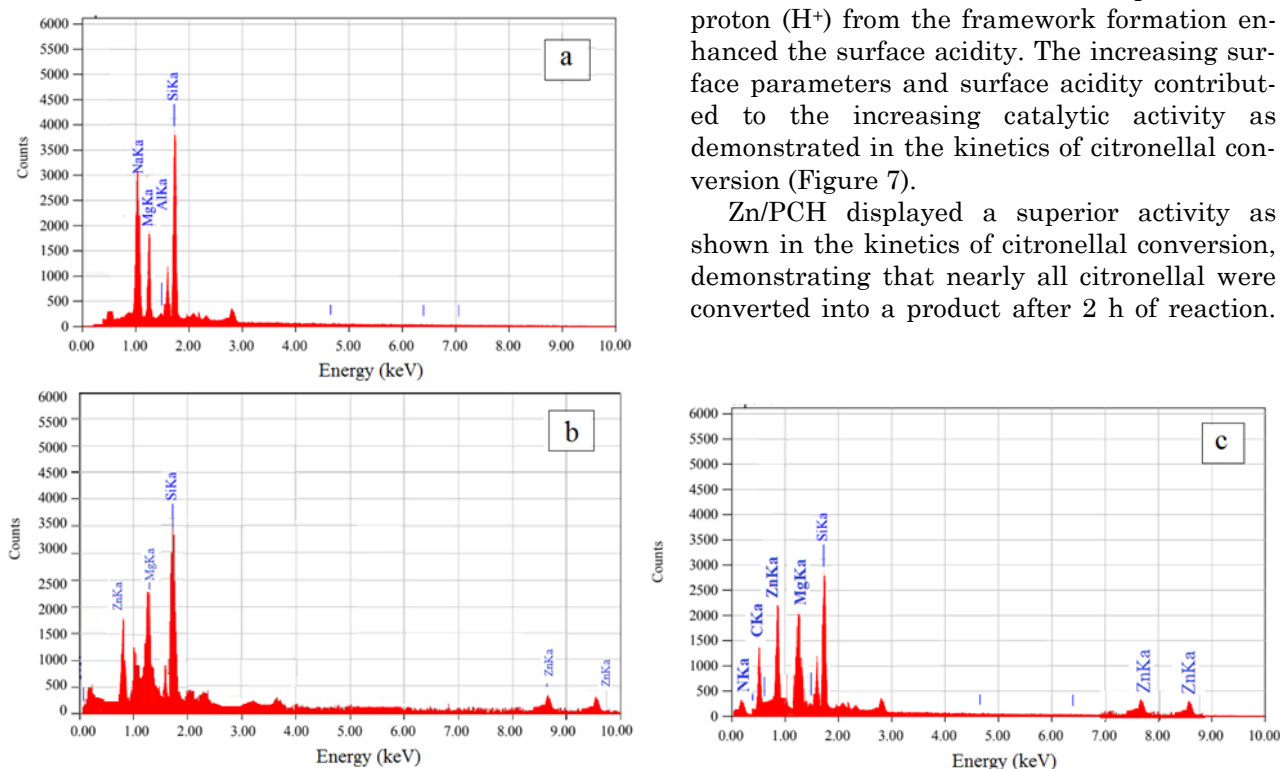 6000
5500
5000
4500
4000
3500
3000
2500
2000
1500
1000
500
0
Counts
NaKa
MgKa
AlKa
SiKa
a
0.00 1.00 2.00 3.00 4.00 5.00 6.00 7.00 8.00 9.00 10.00
Energy (keV)
proton (H⁺) from the framework formation en-
hanced the surface acidity. The increasing sur-
face parameters and surface acidity contribut-
ed to the increasing catalytic activity as
demonstrated in the kinetics of citronellal con-
version (Figure 7).
Zn/PCH displayed a superior activity as
shown in the kinetics of citronellal conversion,
demonstrating that nearly all citronellal were
converted into a product after 2 h of reaction.
6000
5500
5000
4500
4000
3500
3000
2500
2000
1500
1000
500
0
Counts
ZnKa
MgKa
SiKa
ZnKa
ZnKa
b
0.00 1.00 2.00 3.00 4.00 5.00 6.00 7.00 8.00 9.00 10.00
Energy (keV)
6000
5500
5000
4500
4000
3500
3000
2500
2000
1500
1000
500
0
Counts
NKa
CKa
ZnKa
MgKa
SiKa
ZnKa
ZnKa
c
0.00 1.00 2.00 3.00 4.00 5.00 6.00 7.00 8.00 9.00 10.00
Energy (keV)